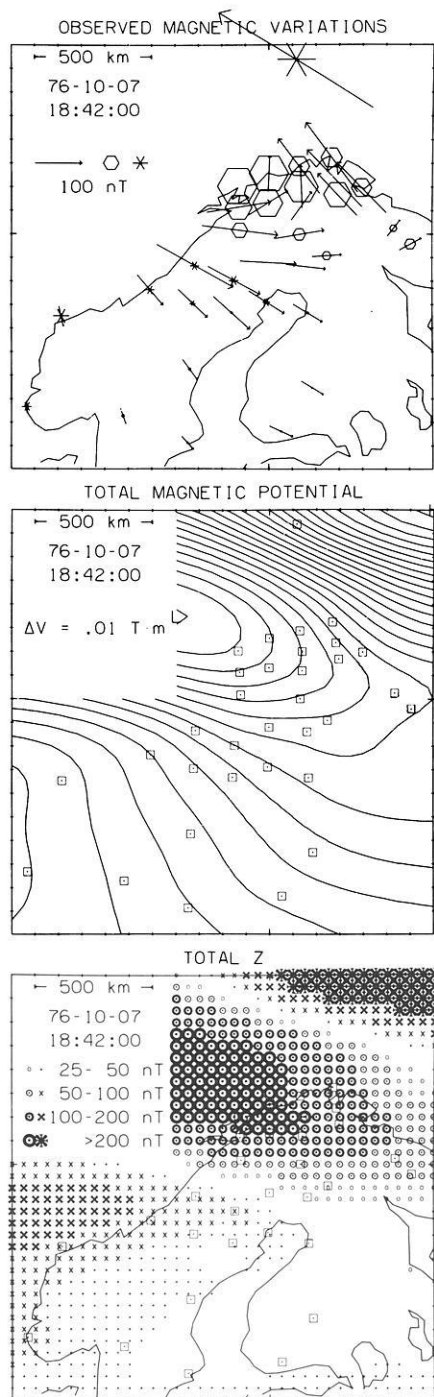 OBSERVED MAGNETIC VARIATIONS
500 km
76-10-07
18:42:00
100 nT
TOTAL MAGNETIC POTENTIAL
500 km
76-10-07
18:42:00
ΔV = .01 T·m
TOTAL Z
500 km
76-10-07
18:42:00
25- 50 nT
50-100 nT
100-200 nT
>200 nT